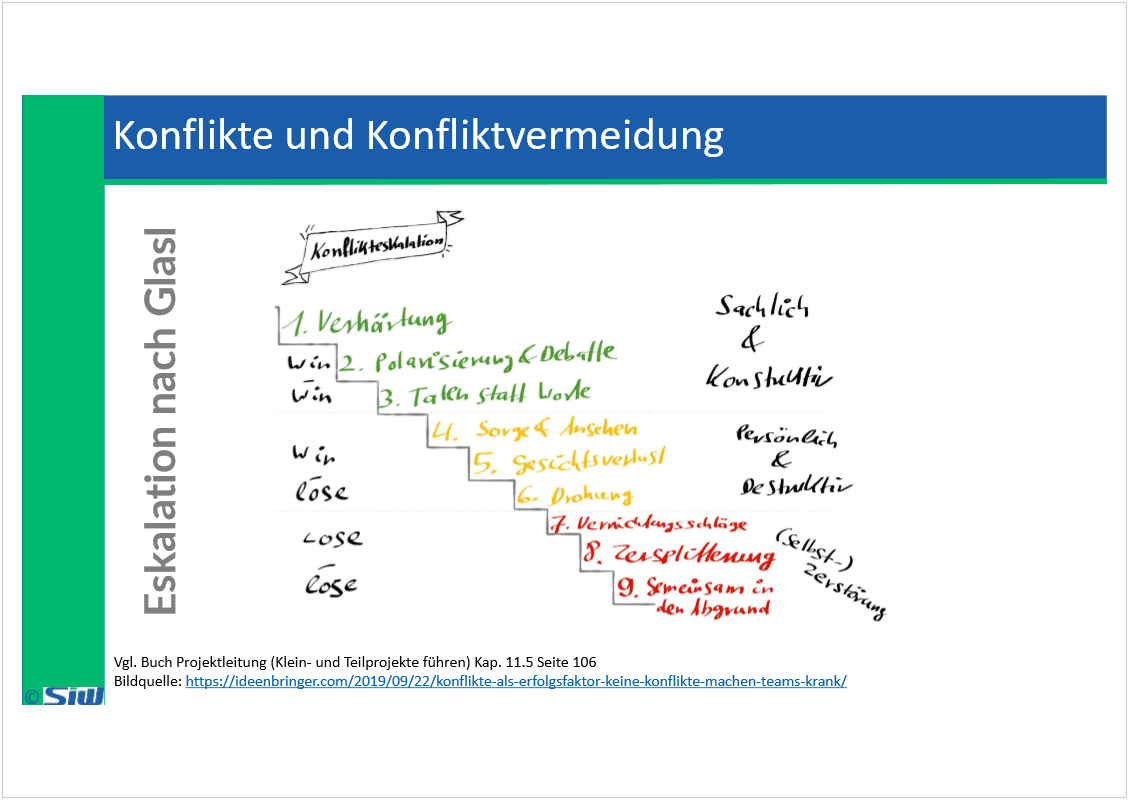 Konflikte und Konfliktvermeidung
Eskalation nach Glasl
Konflikteskalation
1. Verhärtung
Win
2. Polarisierung & Debatte
Win
3. Taten statt Worte
Sachlich
&
Konstuktiv
4. Sorge & Ansehen
Win
5. Gesichtsverlust
lose
6. Drohung
Persönlich
&
Destruktiv
7. Vernichtungsschläge
Lose
8. Zersplitterung
lose
9. Gemeinsam in
den Abgrund
(Selbst-)
Zerstörung
Vgl. Buch Projektleitung (Klein- und Teilprojekte führen) Kap. 11.5 Seite 106
Bildquelle: https://ideenbringer.com/2019/09/22/konflikte-als-erfolgsfaktor-keine-konflikte-machen-teams-krank/
© SIW